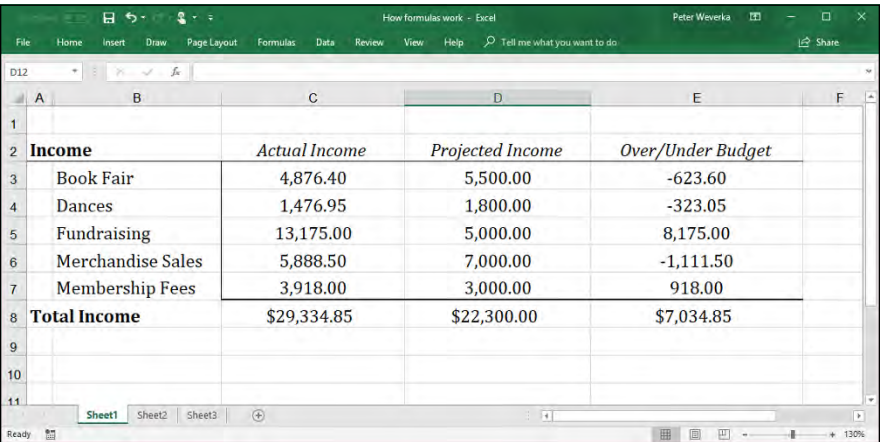 How formulas work - Excel Peter Weverka
File Home Insert Draw Page Layout Formulas Data Review View Help Tell me what you want to do Share
D12 fx
A B C D E F
1
2 Income Actual Income Projected Income Over/Under Budget
3 Book Fair 4,876.40 5,500.00 -623.60
4 Dances 1,476.95 1,800.00 -323.05
5 Fundraising 13,175.00 5,000.00 8,175.00
6 Merchandise Sales 5,888.50 7,000.00 -1,111.50
7 Membership Fees 3,918.00 3,000.00 918.00
8 Total Income $29,334.85 $22,300.00 $7,034.85
9
10
11
Sheet1 Sheet2 Sheet3
Ready 130%